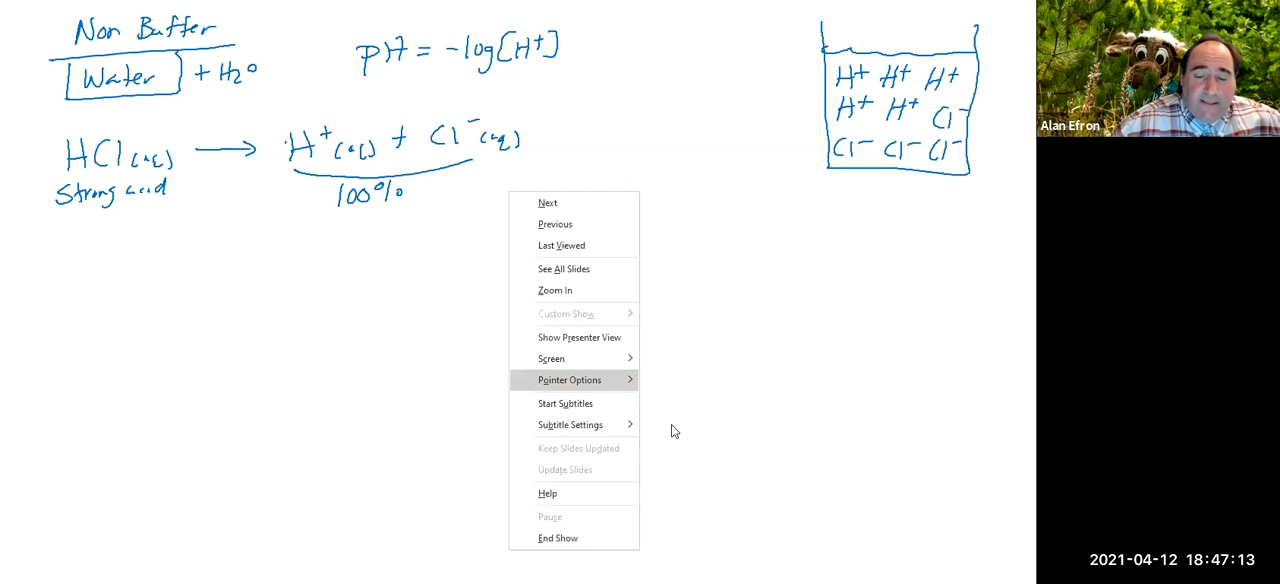 Non Buffer
Water + H2O
pH = -log[H+]
HCl(aq) → H+(aq) + Cl-(aq)
Strong acid
100%
H+ H+ H+
H+ H+ Cl-
Cl- Cl- Cl-
Next
Previous
Last Viewed
See All Slides
Zoom In
Custom Show
Show Presenter View
Screen
Pointer Options
Start Subtitles
Subtitle Settings
Keep Slides Updated
Update Slides
Help
Pause
End Show
Alan Efron
2021-04-12 18:47:13